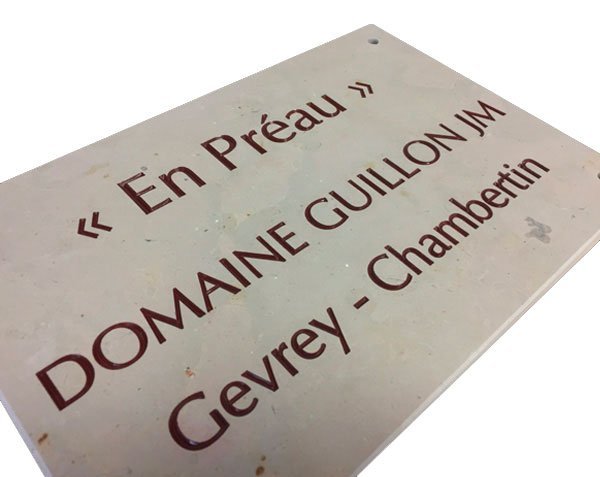 « En Préau »
DOMAINE GUILLON JM
Gevrey - Chambertin